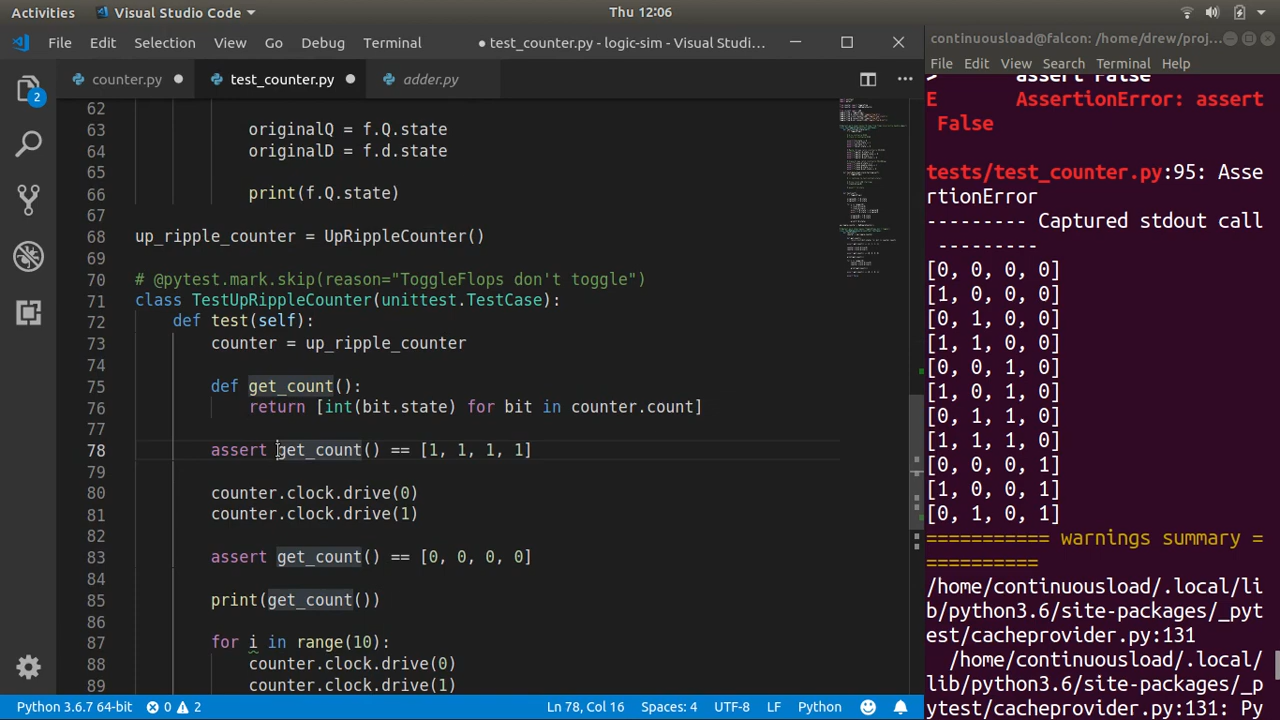 Activities
Visual Studio Code
Thu 12:06
File Edit Selection View Go Debug Terminal
● test_counter.py - logic-sim - Visual Studi...
counter.py
test_counter.py
adder.py
2
62
63 originalQ = f.Q.state
64 originalD = f.d.state
65
66 print(f.Q.state)
67
68 up_ripple_counter = UpRippleCounter()
69
70 # @pytest.mark.skip(reason="ToggleFlops don't toggle")
71 class TestUpRippleCounter(unittest.TestCase):
72 def test(self):
73 counter = up_ripple_counter
74
75 def get_count():
76 return [int(bit.state) for bit in counter.count]
77
78 assert get_count() == [1, 1, 1, 1]
79
80 counter.clock.drive(0)
81 counter.clock.drive(1)
82
83 assert get_count() == [0, 0, 0, 0]
84
85 print(get_count())
86
87 for i in range(10):
88 counter.clock.drive(0)
89 counter.clock.drive(1)
Python 3.6.7 64-bit 0 2 Ln 78, Col 16 Spaces: 4 UTF-8 LF Python
continuousload@falcon: /home/drew/proj...
File Edit View Search Terminal Help
> assert False
E AssertionError: assert
False
tests/test_counter.py:95: Asse
rtionError
--------- Captured stdout call
---------
[0, 0, 0, 0]
[1, 0, 0, 0]
[0, 1, 0, 0]
[1, 1, 0, 0]
[0, 0, 1, 0]
[1, 0, 1, 0]
[0, 1, 1, 0]
[1, 1, 1, 0]
[0, 0, 0, 1]
[1, 0, 0, 1]
[0, 1, 0, 1]
=========== warnings summary =
==========
/home/continuousload/.local/li
b/python3.6/site-packages/_pyt
est/cacheprovider.py:131
/home/continuousload/.local/
lib/python3.6/site-packages/_p
ytest/cacheprovider.py:131: Py